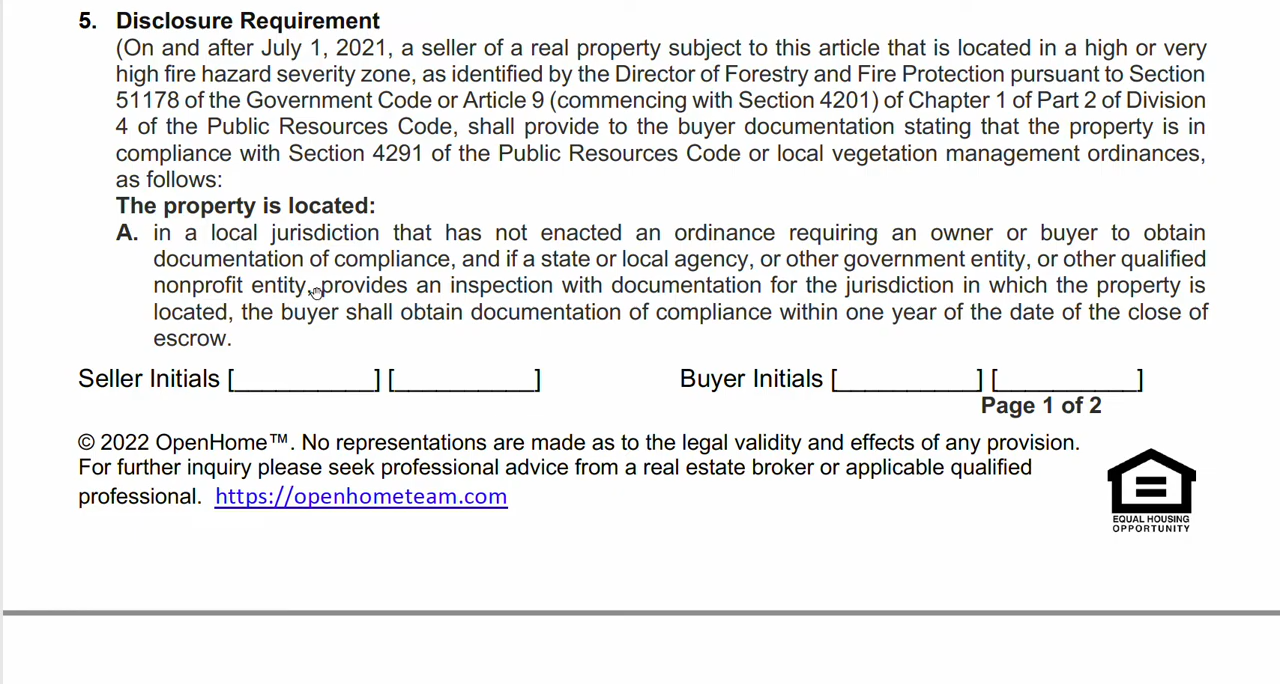 5. Disclosure Requirement
(On and after July 1, 2021, a seller of a real property subject to this article that is located in a high or very
high fire hazard severity zone, as identified by the Director of Forestry and Fire Protection pursuant to Section
51178 of the Government Code or Article 9 (commencing with Section 4201) of Chapter 1 of Part 2 of Division
4 of the Public Resources Code, shall provide to the buyer documentation stating that the property is in
compliance with Section 4291 of the Public Resources Code or local vegetation management ordinances,
as follows:
The property is located:
A. in a local jurisdiction that has not enacted an ordinance requiring an owner or buyer to obtain
documentation of compliance, and if a state or local agency, or other government entity, or other qualified
nonprofit entity, provides an inspection with documentation for the jurisdiction in which the property is
located, the buyer shall obtain documentation of compliance within one year of the date of the close of
escrow.
Seller Initials [__________] [__________] Buyer Initials [__________] [__________]
Page 1 of 2
© 2022 OpenHome™. No representations are made as to the legal validity and effects of any provision.
For further inquiry please seek professional advice from a real estate broker or applicable qualified
professional. https://openhometeam.com
EQUAL HOUSING
OPPORTUNITY